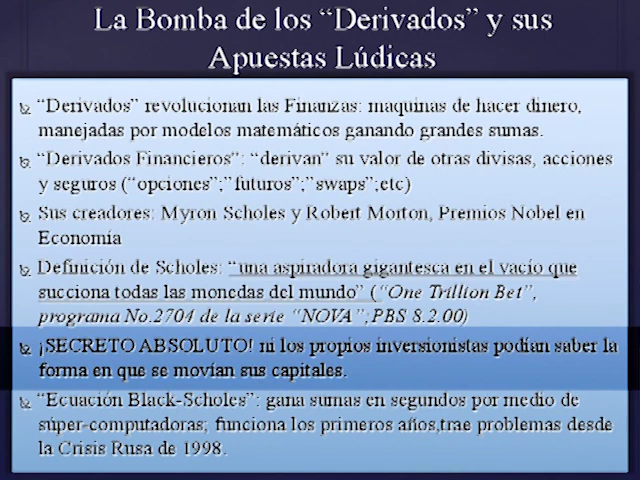 La Bomba de los “Derivados” y sus
Apuestas Lúdicas
“Derivados” revolucionan las Finanzas: maquinas de hacer dinero,
manejadas por modelos matemáticos ganando grandes sumas.
“Derivados Financieros”: “derivan” su valor de otras divisas, acciones
y seguros (“opciones”;”futuros”;”swaps”;etc)
Sus creadores: Myron Scholes y Robert Morton, Premios Nobel en
Economía
Definición de Scholes: “una aspiradora gigantesca en el vacío que
succiona todas las monedas del mundo” (“One Trillion Bet”,
programa No.2704 de la serie “NOVA”;PBS 8.2.00)
¡SECRETO ABSOLUTO! ni los propios inversionistas podían saber la
forma en que se movían sus capitales.
“Ecuación Black-Scholes”: gana sumas en segundos por medio de
súper-computadoras; funciona los primeros años,trae problemas desde
la Crisis Rusa de 1998.